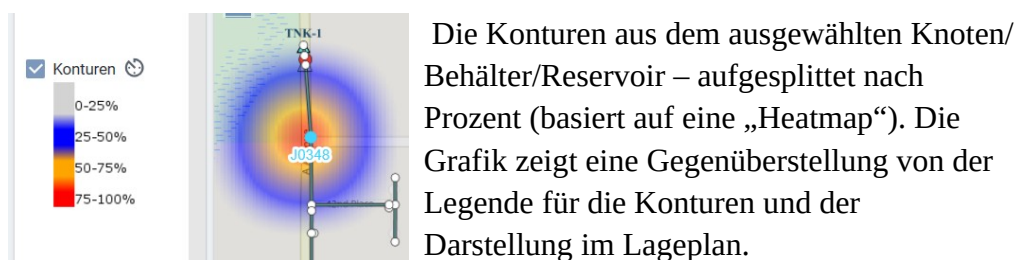 Konturen
0-25%
25-50%
50-75%
75-100%
TNK-1
J0348
Die Konturen aus dem ausgewählten Knoten/
Behälter/Reservoir – aufgesplittet nach
Prozent (basiert auf eine „Heatmap“). Die
Grafik zeigt eine Gegenüberstellung von der
Legende für die Konturen und der
Darstellung im Lageplan.